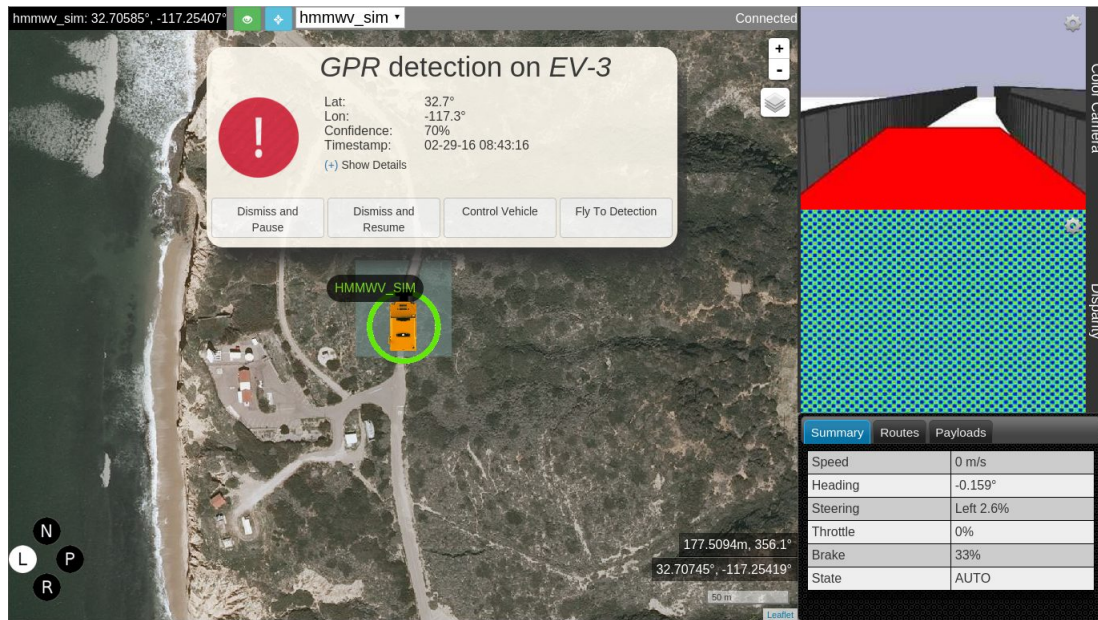 hmmwv_sim: 32.70585°, -117.25407°
hmmwv_sim
Connected
GPR detection on EV-3
Lat: 32.7°
Lon: -117.3°
Confidence: 70%
Timestamp: 02-29-16 08:43:16
(+) Show Details
Dismiss and
Pause
Dismiss and
Resume
Control Vehicle
Fly To Detection
+
-
HMMWV_SIM
N
L
P
R
177.5094m, 356.1°
32.70745°, -117.25419°
50 m
Leaflet
Color Camera
Disparity
Summary
Routes
Payloads
Speed 0 m/s
Heading -0.159°
Steering Left 2.6%
Throttle 0%
Brake 33%
State AUTO